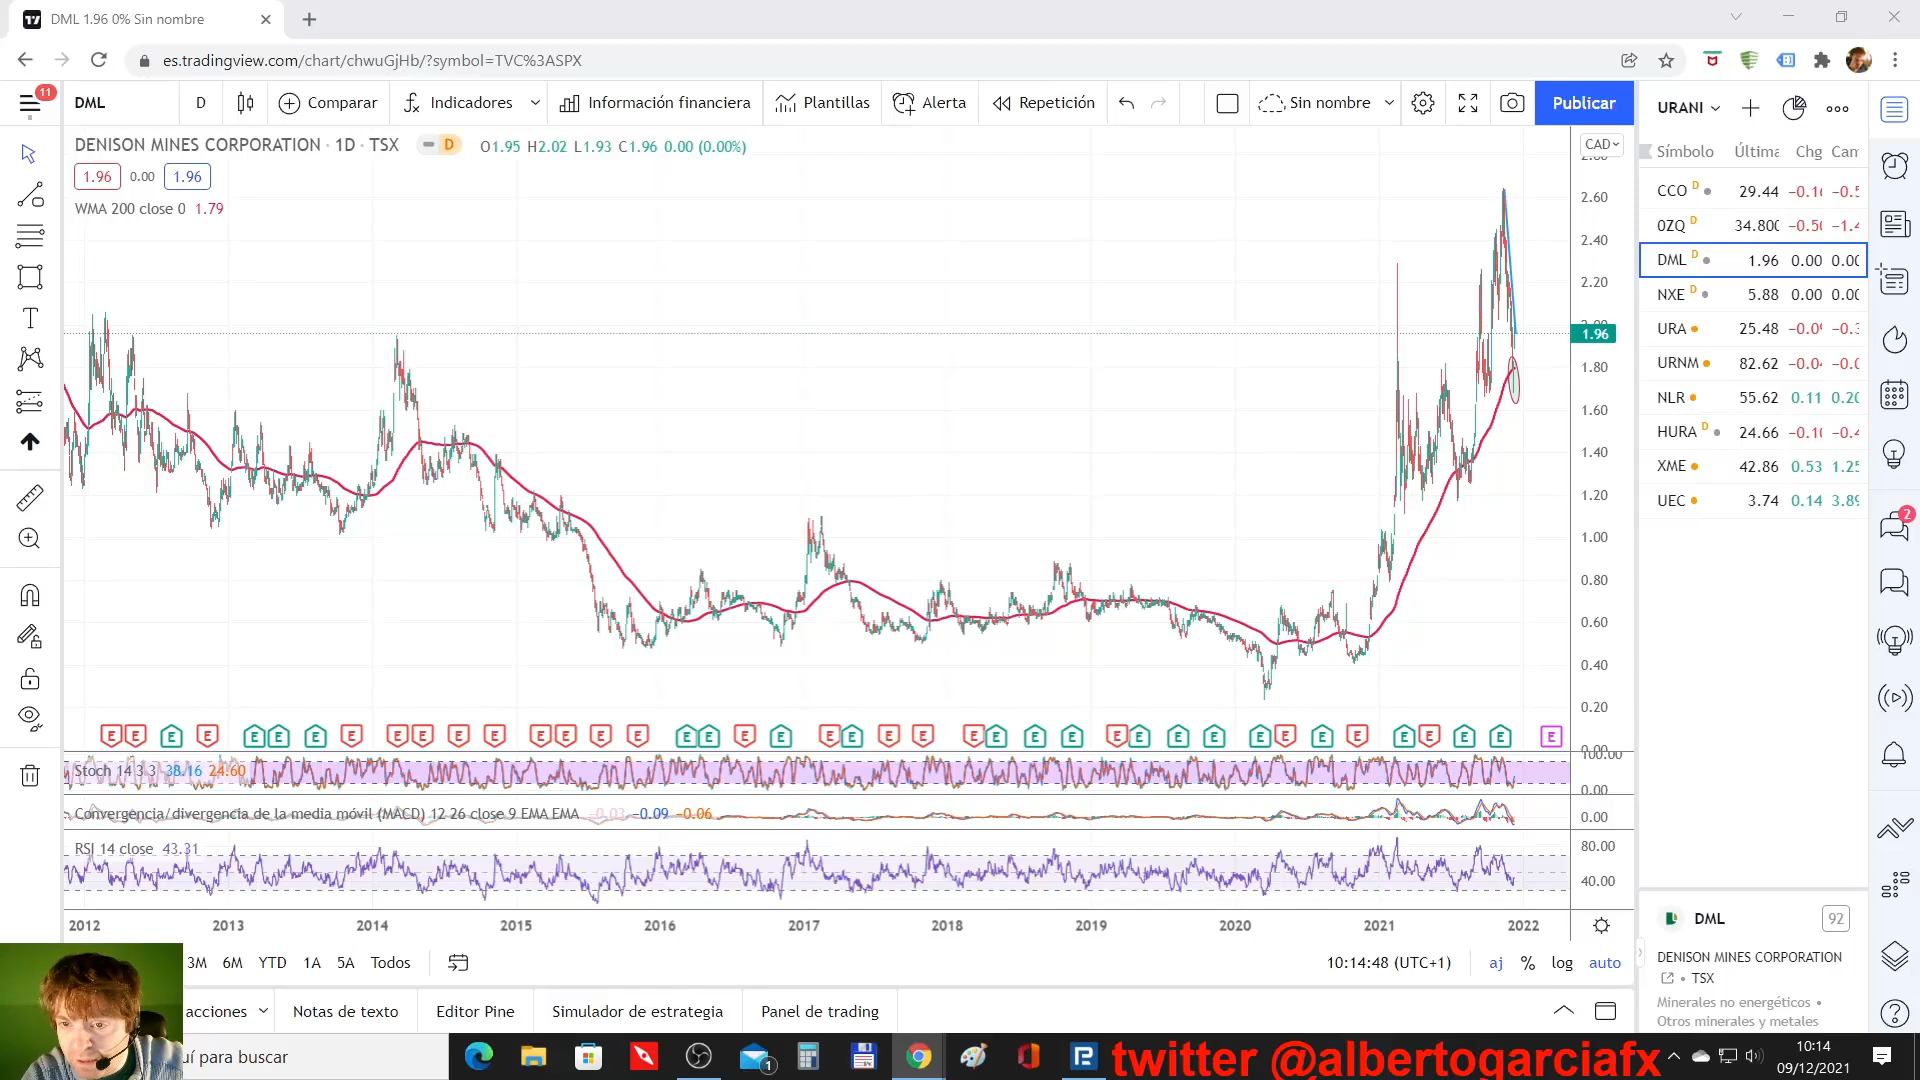 DML 1.96 0% Sin nombre
es.tradingview.com/chart/chwuGjHb/?symbol=TVC%3ASPX
11
DML
D
Comparar
Indicadores
Información financiera
Plantillas
Alerta
Repetición
Sin nombre
Publicar
URANI
DENISON MINES CORPORATION · 1D · TSX
D
O1.95 H2.02 L1.93 C1.96 0.00 (0.00%)
1.96 0.00 1.96
WMA 200 close 0 1.79
CAD
2.60
2.40
2.20
1.96
1.80
1.60
1.40
1.20
1.00
0.80
0.60
0.40
0.20
Símbolo Última Chg
CCO D 29.44
0ZQ D
DML D 1.96 0.00
NXE D 5.88 0.00
URA 25.48
URNM 82.62
NLR 55.62 0.11
HURA D 24.66
XME 42.86 0.53
UEC 3.74 0.14
2
E E E E E E E E E E E E E E E E E E E E E E E E E E E E E E E E E E E E E E E E E
Stoch 14 3 3 38.16 24.60
100.00
0.00
Convergencia/divergencia de la media móvil (MACD) 12 26 close 9 EMA EMA −0.03 −0.09 −0.06
0.00
RSI 14 close 43.31
80.00
40.00
2012 2013 2014 2015 2016 2017 2018 2019 2020 2021 2022
3M 6M YTD 1A 5A Todos
10:14:48 (UTC+1)
aj % log auto
DML 92
DENISON MINES CORPORATION
• TSX
Minerales no energéticos •
Otros minerales y metales
acciones
Notas de texto
Editor Pine
Simulador de estrategia
Panel de trading
para buscar
1
twitter @albertogarciafx
10:14
09/12/2021